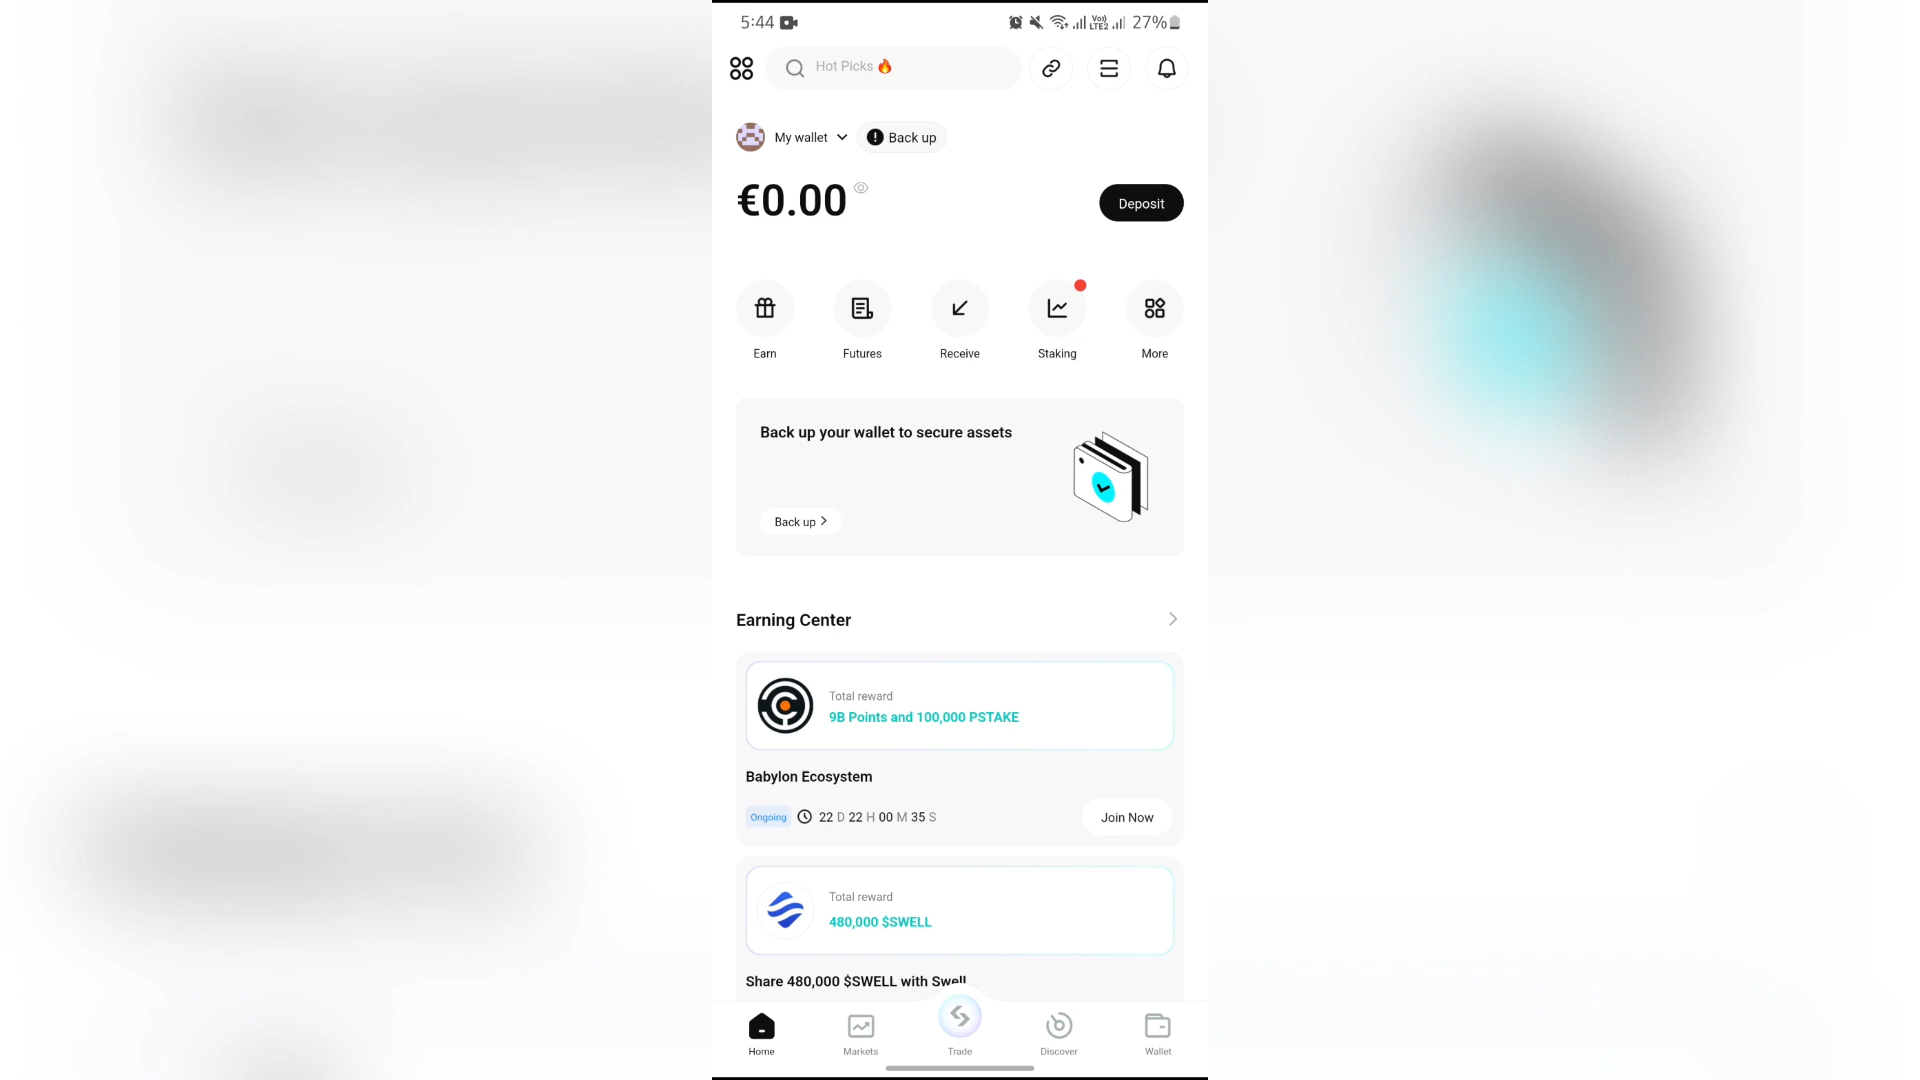 5:44 Vo)) LTE2 27%
Hot Picks
My wallet Back up
€0.00
Deposit
Earn Futures Receive Staking More
Back up your wallet to secure assets
Back up
Earning Center
Total reward
9B Points and 100,000 PSTAKE
Babylon Ecosystem
Ongoing 22 D 22 H 00 M 35 S Join Now
Total reward
480,000 $SWELL
Share 480,000 $SWELL with Swell
Home Markets Trade Discover Wallet